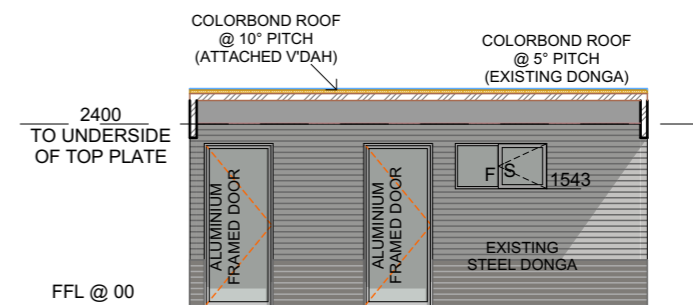 COLORBOND ROOF
@ 10° PITCH
(ATTACHED V'DAH)
COLORBOND ROOF
@ 5° PITCH
(EXISTING DONGA)
2400
TO UNDERSIDE
OF TOP PLATE
ALUMINIUM
FRAMED DOOR
ALUMINIUM
FRAMED DOOR
F S
1543
EXISTING
STEEL DONGA
FFL @ 00